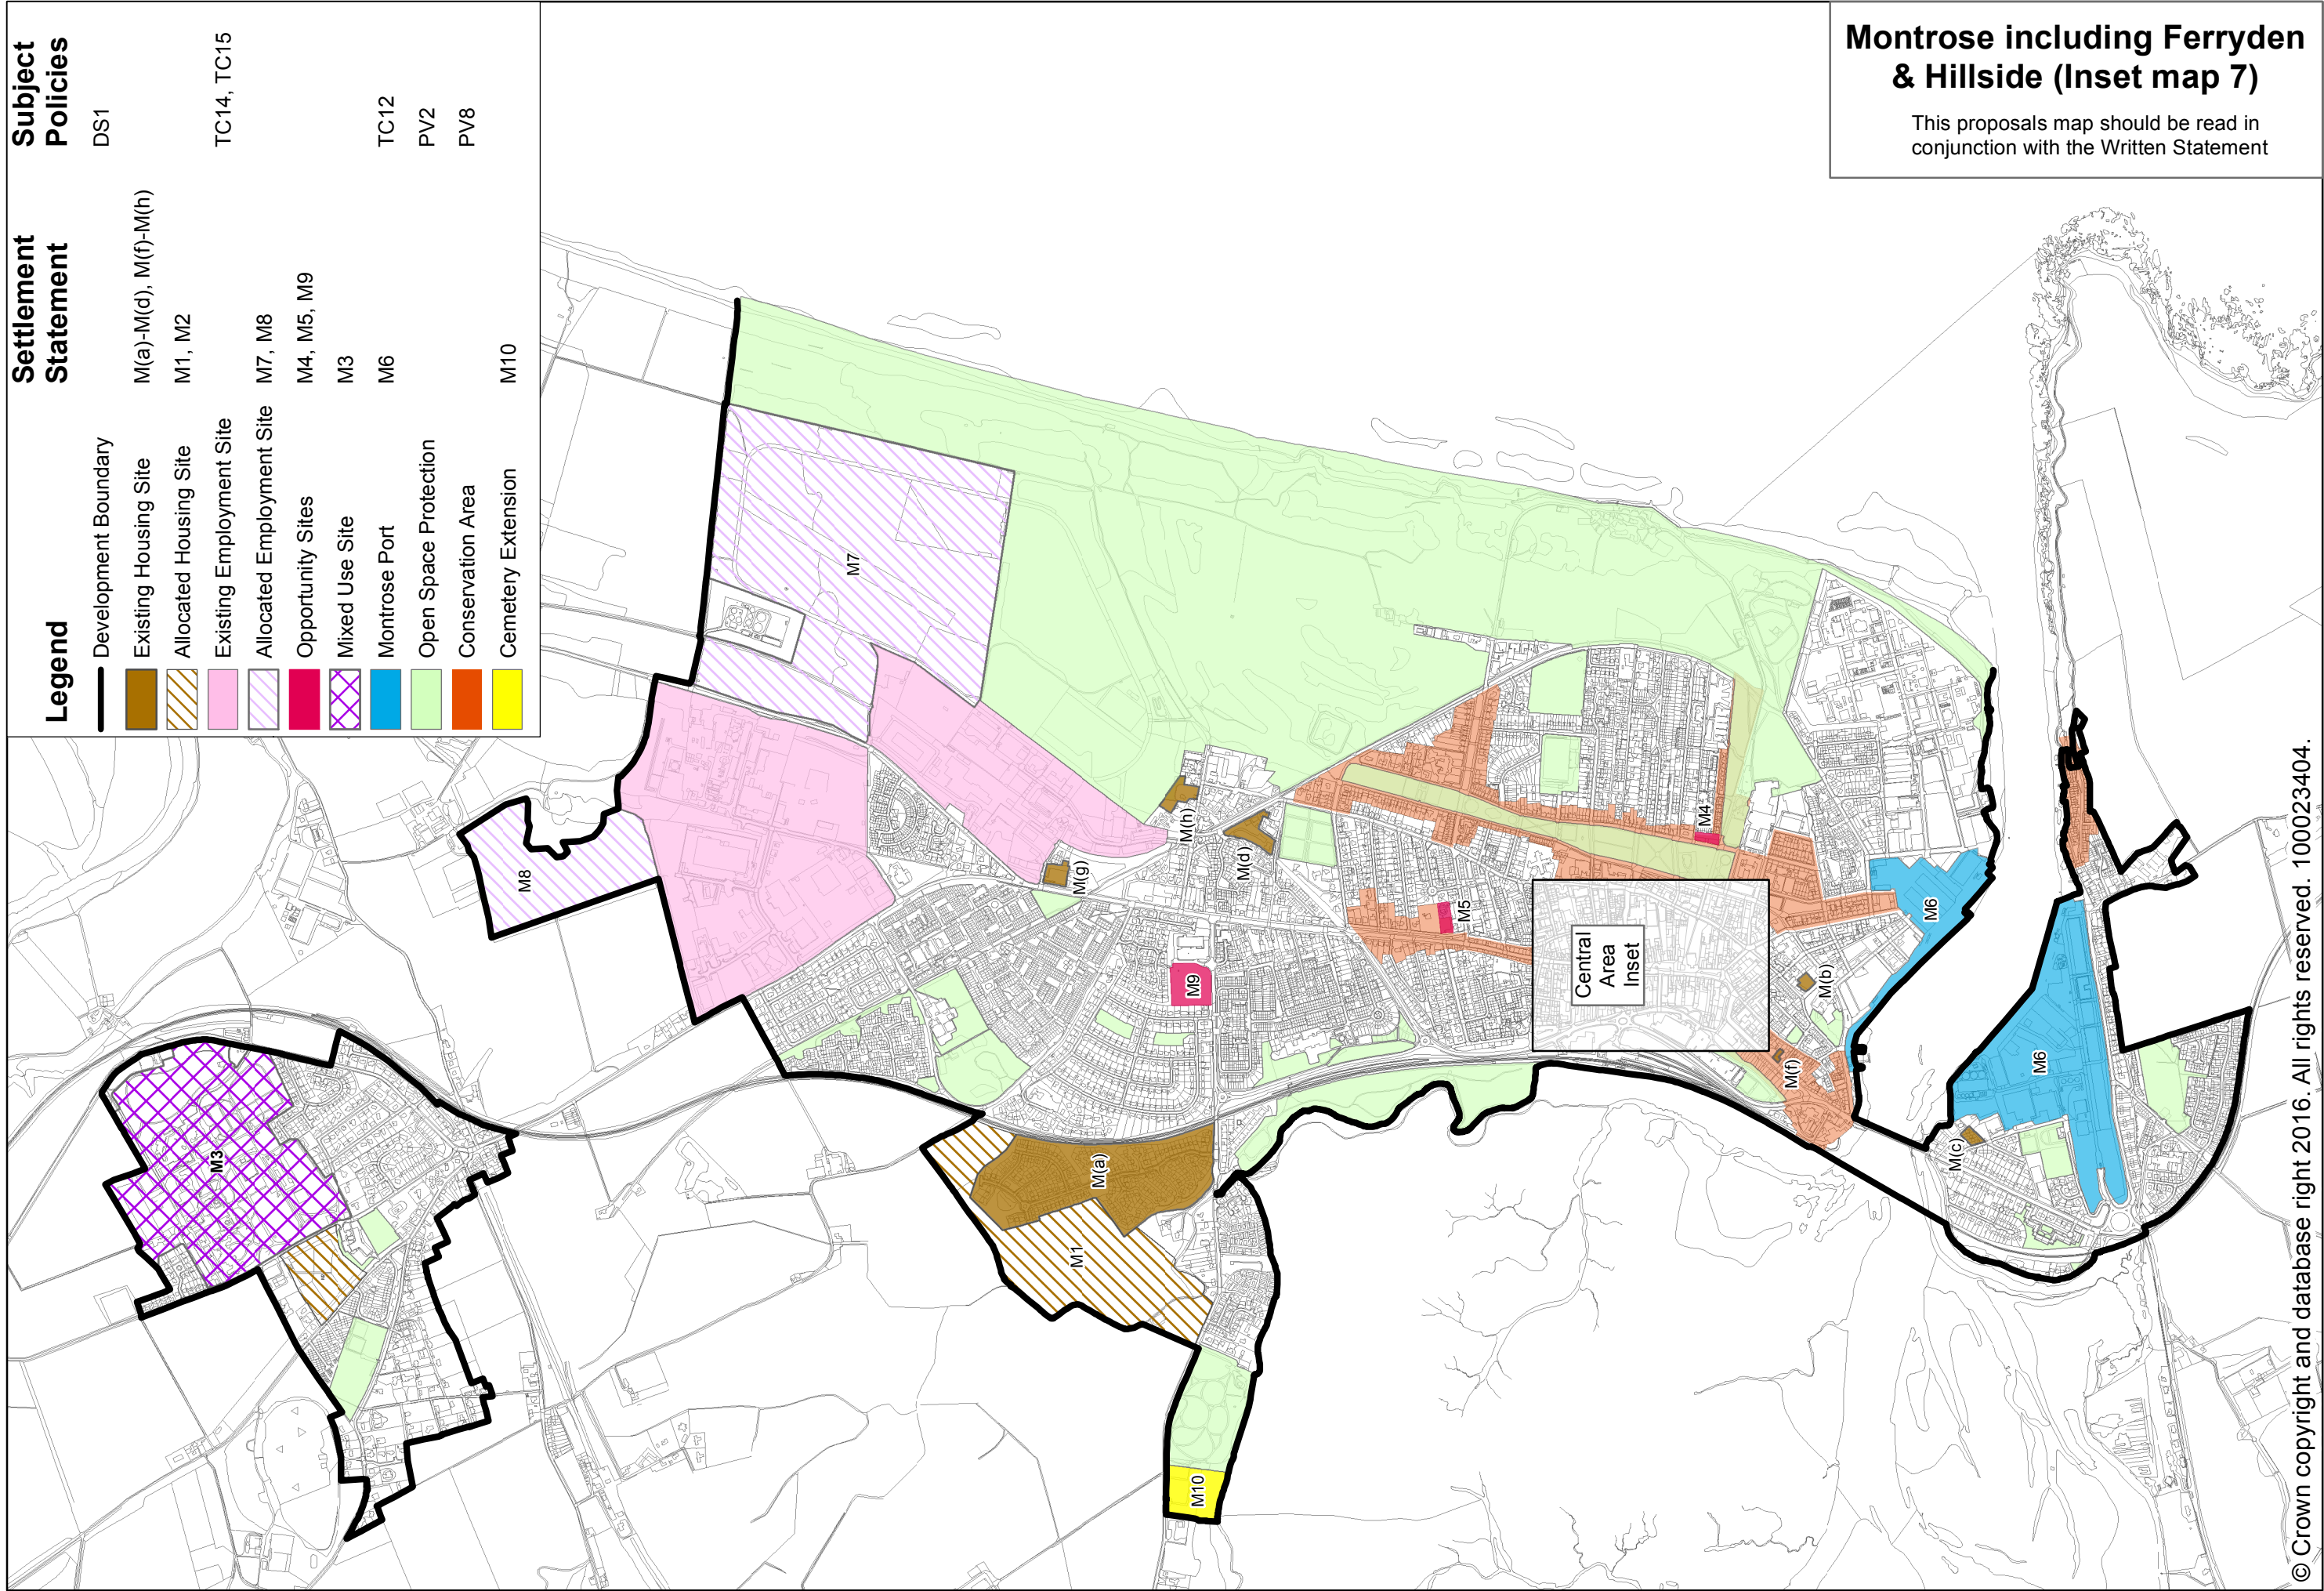 Montrose including Ferryden
& Hillside (Inset map 7)
This proposals map should be read in
conjunction with the Written Statement
Legend
Settlement
Statement
Subject
Policies
Development Boundary DS1
Existing Housing Site M(a)-M(d), M(f)-M(h)
Allocated Housing Site M1, M2
Existing Employment Site TC14, TC15
Allocated Employment Site M7, M8
Opportunity Sites M4, M5, M9
Mixed Use Site M3
Montrose Port M6 TC12
Open Space Protection PV2
Conservation Area PV8
Cemetery Extension M10
M3
M8
M7
M(g)
M(h)
M(d)
M9
M5
M4
M(a)
M1
M10
Central
Area
Inset
M(b)
M(f)
M6
M6
M(c)
© Crown copyright and database right 2016. All rights reserved. 100023404.